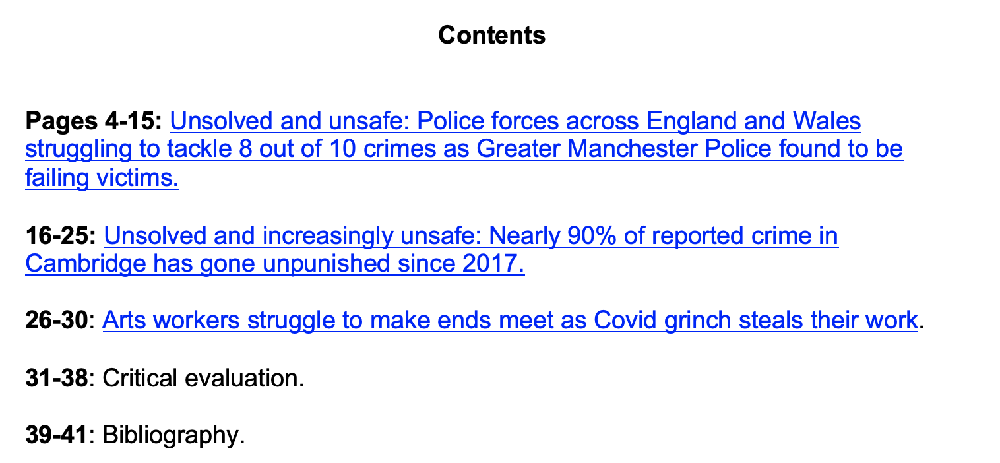 Contents
Pages 4-15: Unsolved and unsafe: Police forces across England and Wales
struggling to tackle 8 out of 10 crimes as Greater Manchester Police found to be
failing victims.
16-25: Unsolved and increasingly unsafe: Nearly 90% of reported crime in
Cambridge has gone unpunished since 2017.
26-30: Arts workers struggle to make ends meet as Covid grinch steals their work.
31-38: Critical evaluation.
39-41: Bibliography.